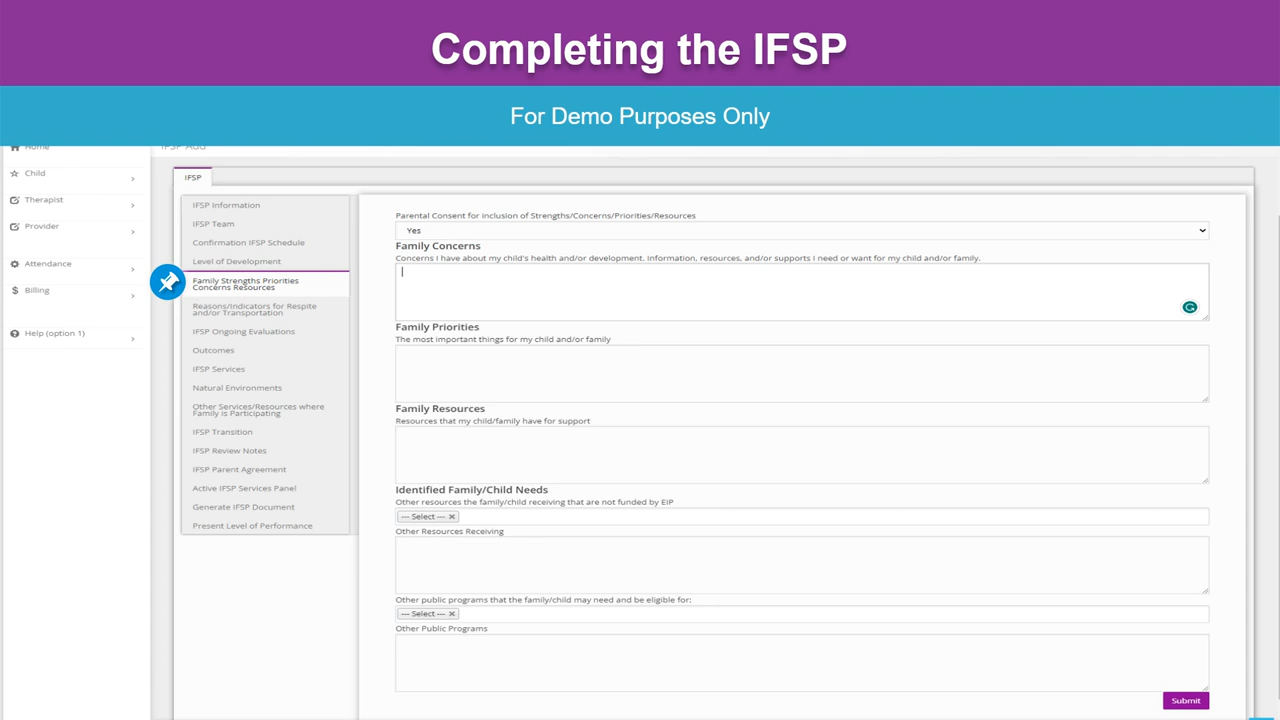 Completing the IFSP
For Demo Purposes Only
Home
Child
Therapist
Provider
Attendance
Billing
Help (option 1)
IFSP Add
IFSP
IFSP Information
IFSP Team
Confirmation IFSP Schedule
Level of Development
Family Strengths Priorities
Concerns Resources
Reasons/Indicators for Respite
and/or Transportation
IFSP Ongoing Evaluations
Outcomes
IFSP Services
Natural Environments
Other Services/Resources where
Family is Participating
IFSP Transition
IFSP Review Notes
IFSP Parent Agreement
Active IFSP Services Panel
Generate IFSP Document
Present Level of Performance
Parental Consent for inclusion of Strengths/Concerns/Priorities/Resources
Yes
Family Concerns
Concerns I have about my child's health and/or development. Information, resources, and/or supports I need or want for my child and/or family.
Family Priorities
The most important things for my child and/or family
Family Resources
Resources that my child/family have for support
Identified Family/Child Needs
Other resources the family/child receiving that are not funded by EIP
--- Select ---
Other Resources Receiving
Other public programs that the family/child may need and be eligible for:
--- Select ---
Other Public Programs
Submit